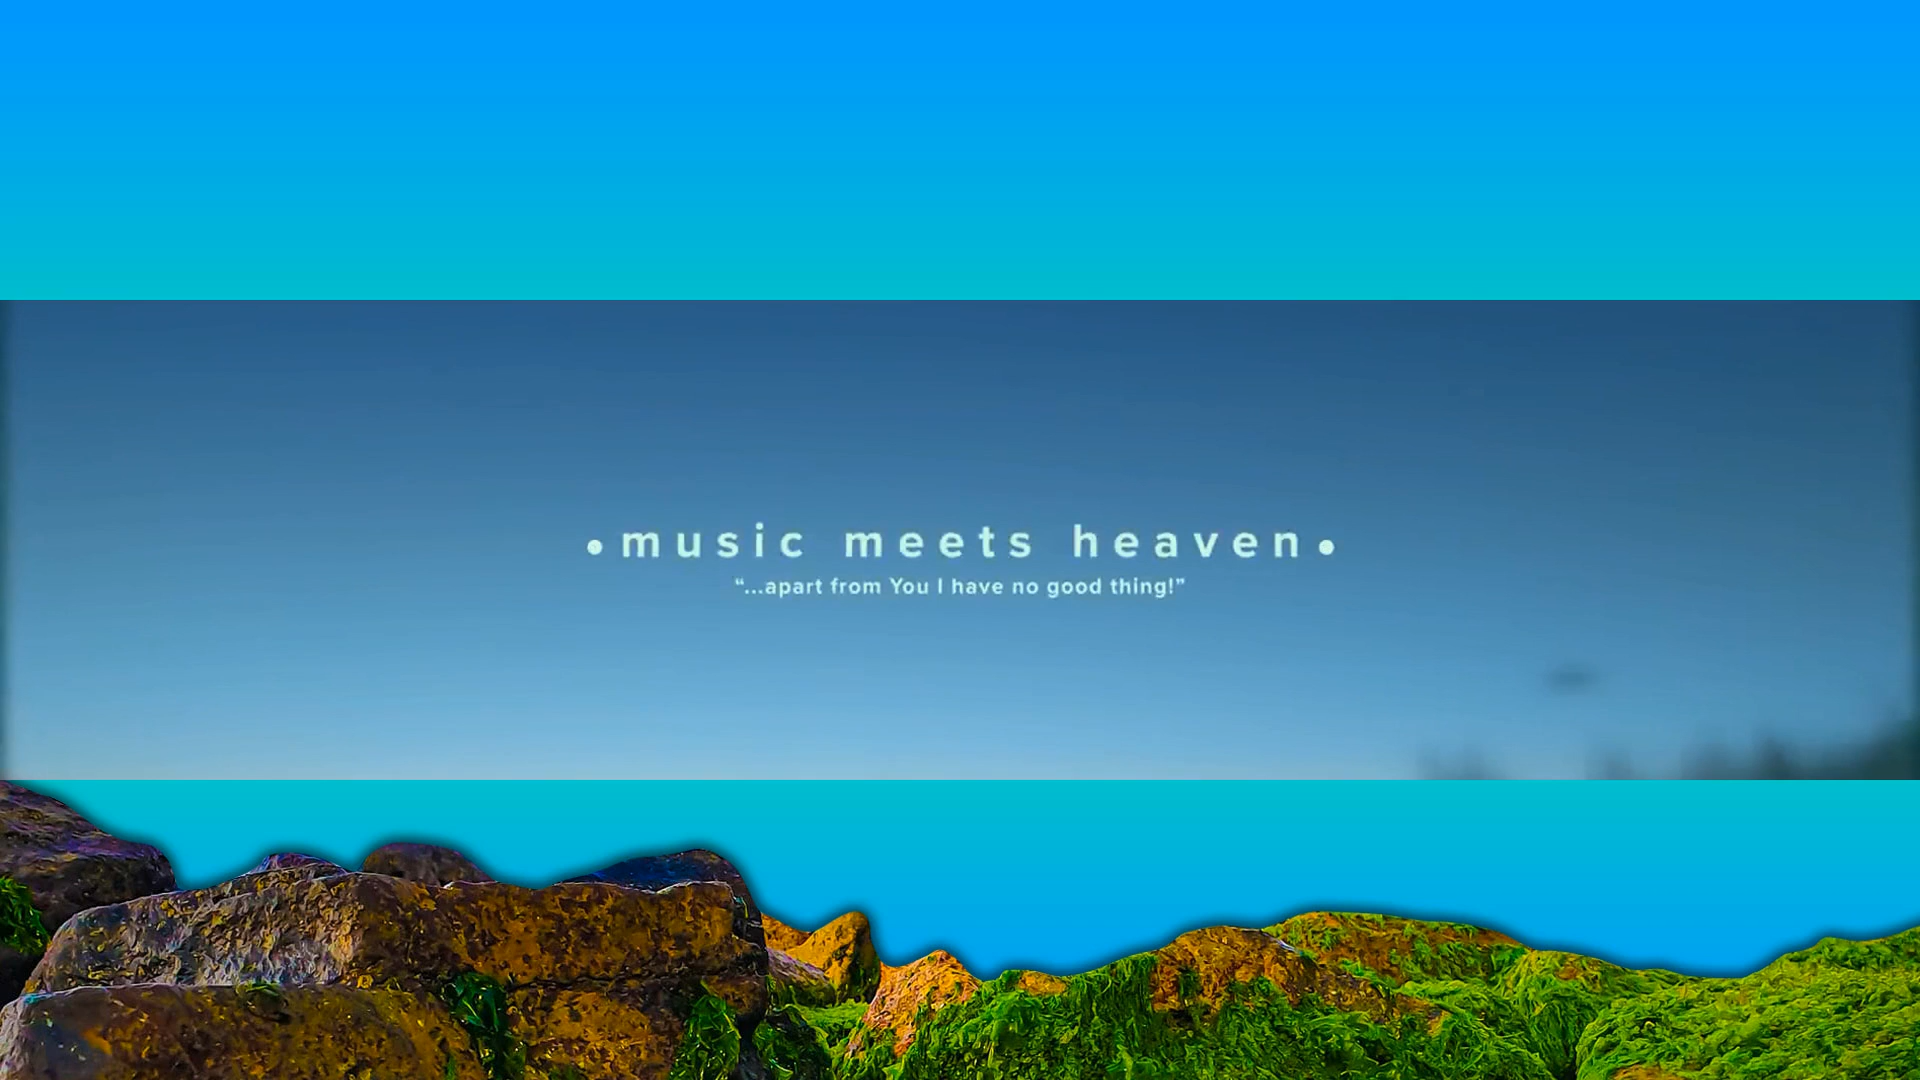 •music meets heaven•
“...apart from You I have no good thing!”